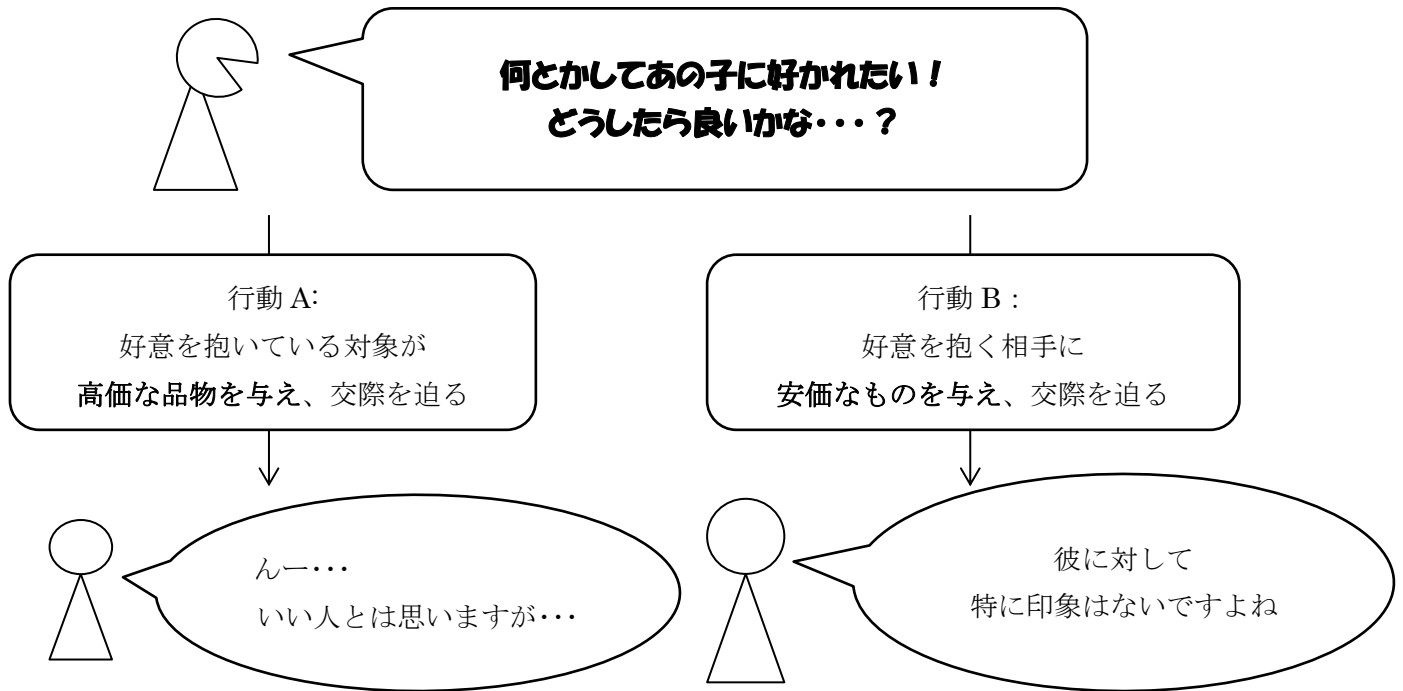 何とかしてあの子に好かれたい！
どうしたら良いかな・・・？
行動 A:
好意を抱いている対象が
高価な品物を与え、交際を迫る
行動 B：
好意を抱く相手に
安価なものを与え、交際を迫る
んー・・・
いい人とは思いますが・・・
彼に対して
特に印象はないですよね